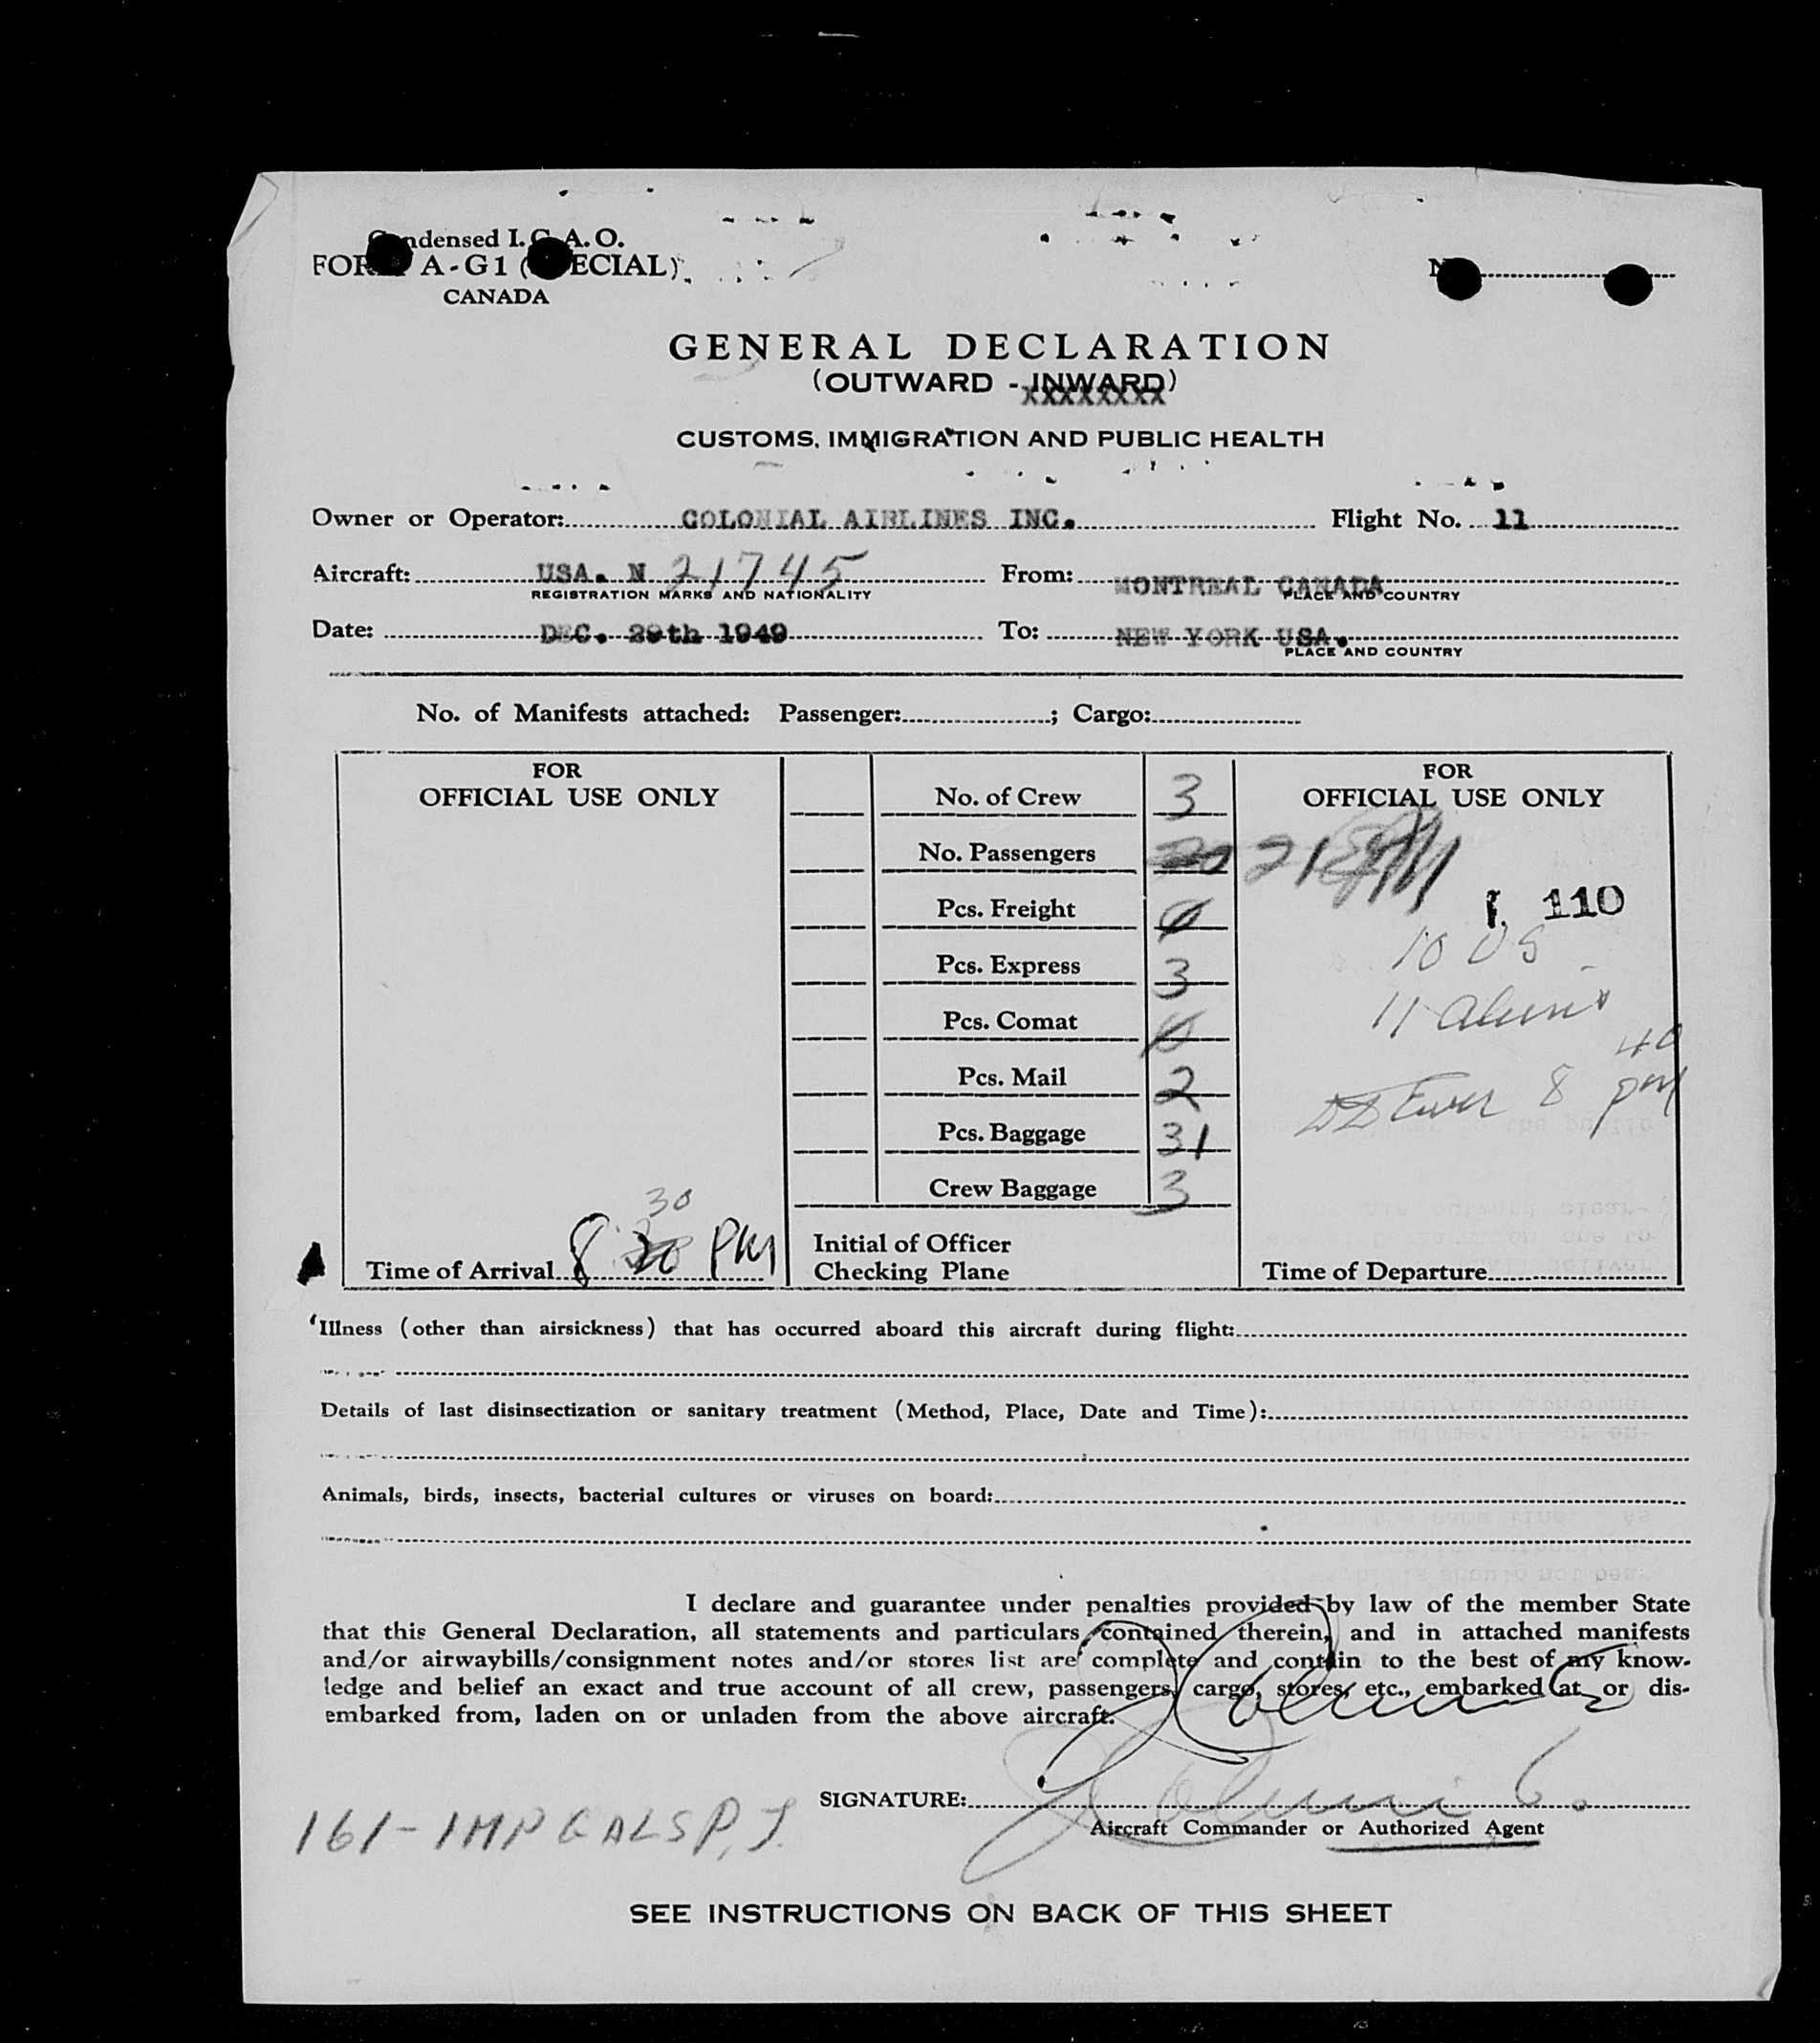 Condensed I.C.A.O.
FORM A-G1 (SPECIAL)
CANADA
GENERAL DECLARATION
(OUTWARD - INWARD)
XXXXXXXX
CUSTOMS, IMMIGRATION AND PUBLIC HEALTH
Owner or Operator: COLONIAL AIRLINES INC. Flight No. 11
Aircraft: USA. N 21745 From: MONTREAL CANADA
REGISTRATION MARKS AND NATIONALITY PLACE AND COUNTRY
Date: DEC. 29th 1949 To: NEW YORK USA.
PLACE AND COUNTRY
No. of Manifests attached: Passenger: ; Cargo:
FOR
OFFICIAL USE ONLY
No. of Crew 3
No. Passengers 20 21
Pcs. Freight 0
Pcs. Express 3
Pcs. Comat 0
Pcs. Mail 2
Pcs. Baggage 31
Crew Baggage 3
Initial of Officer
Checking Plane
30
Time of Arrival 8 20 PM
FOR
OFFICIAL USE ONLY
110
10 US
11 aliens
40
8 pm
Time of Departure
Illness (other than airsickness) that has occurred aboard this aircraft during flight:
Details of last disinsectization or sanitary treatment (Method, Place, Date and Time):
Animals, birds, insects, bacterial cultures or viruses on board:
I declare and guarantee under penalties provided by law of the member State
that this General Declaration, all statements and particulars contained therein, and in attached manifests
and/or airwaybills/consignment notes and/or stores list are complete and contain to the best of my know-
ledge and belief an exact and true account of all crew, passengers, cargo, stores, etc., embarked at or dis-
embarked from, laden on or unladen from the above aircraft.
SIGNATURE:
Aircraft Commander or Authorized Agent
161-IMP GALS P.J.
SEE INSTRUCTIONS ON BACK OF THIS SHEET